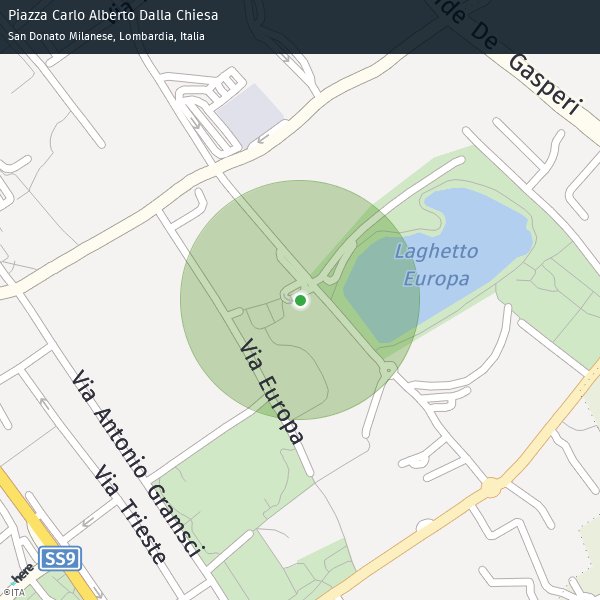 Piazza Carlo Alberto Dalla Chiesa
San Donato Milanese, Lombardia, Italia
De Gasperi
Laghetto
Europa
Via Europa
Via Antonio Gramsci
Via Trieste
SS9
here
©ITA